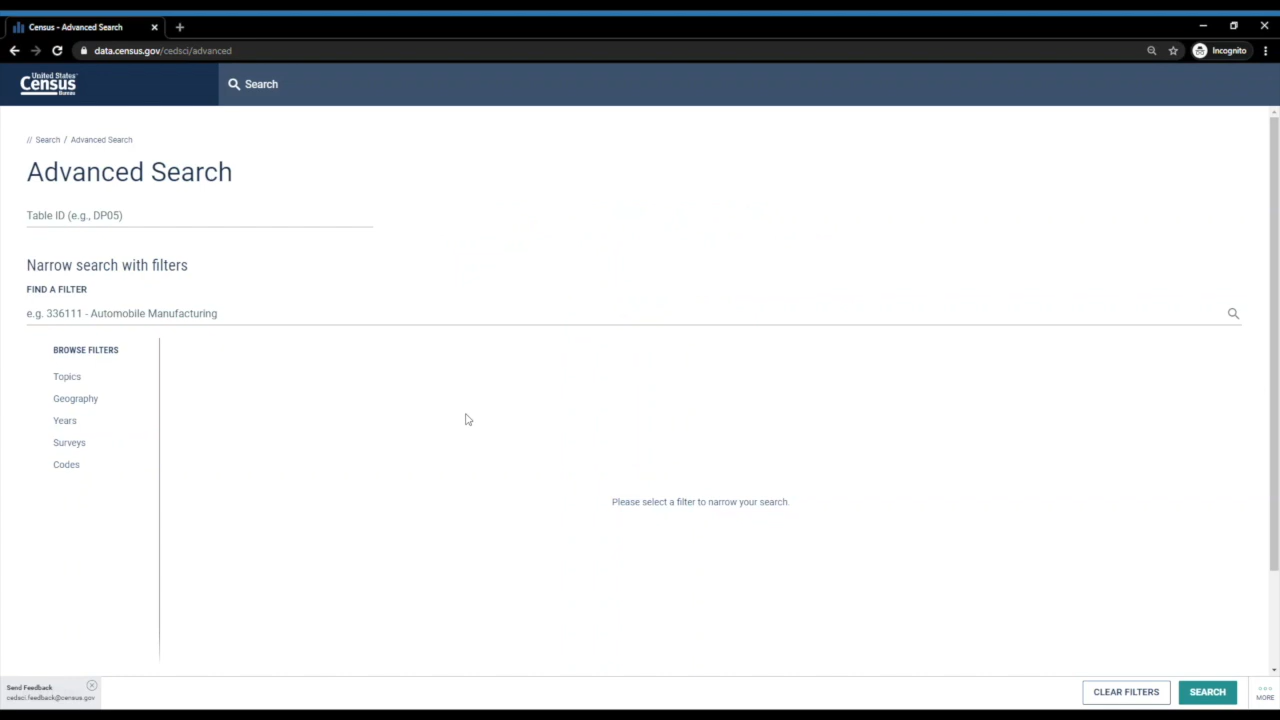 Census - Advanced Search
data.census.gov/cedsci/advanced
Incognito
United States®
Census
Bureau
Search
// Search / Advanced Search
Advanced Search
Table ID (e.g., DP05)
Narrow search with filters
FIND A FILTER
e.g. 336111 - Automobile Manufacturing
BROWSE FILTERS
Topics
Geography
Years
Surveys
Codes
Please select a filter to narrow your search.
Send Feedback
cedsci.feedback@census.gov
CLEAR FILTERS
SEARCH
MORE